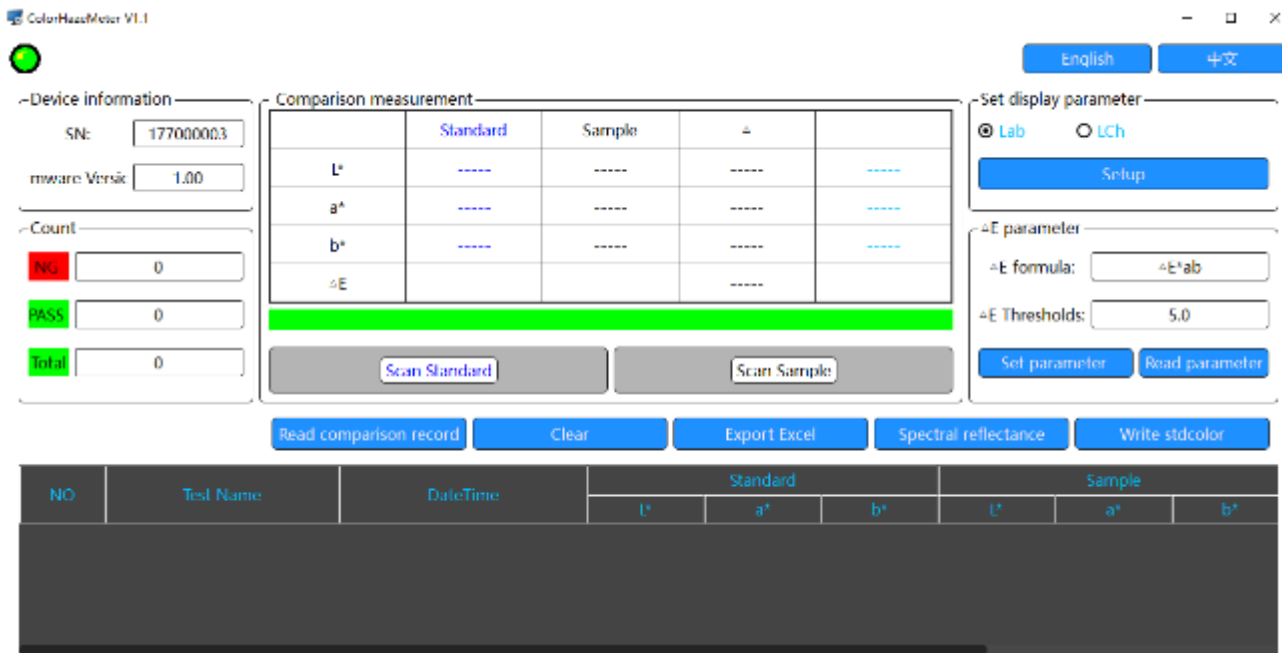 ColorHazeMeter V1.1
English 中文
Device information
SN: 177000003
mware Versic 1.00
Count
NG 0
PASS 0
Total 0
Comparison measurement
Standard Sample △
L* ----- ----- ----- -----
a* ----- ----- ----- -----
b* ----- ----- ----- -----
△E -----
Scan Standard Scan Sample
Set display parameter
Lab LCh
Setup
△E parameter
△E formula: △E*ab
△E Thresholds: 5.0
Set parameter Read parameter
Read comparison record Clear Export Excel Spectral reflectance Write stdcolor
NO Test Name DateTime Standard Sample
L* a* b* L* a* b*